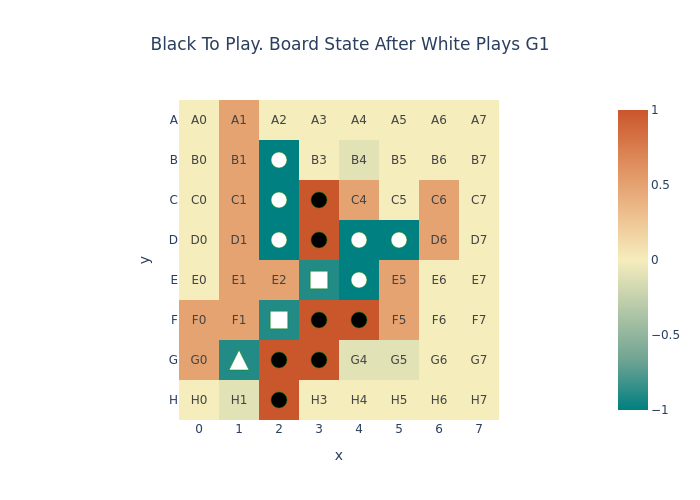 Black To Play. Board State After White Plays G1
A A0 A1 A2 A3 A4 A5 A6 A7
B B0 B1 B3 B4 B5 B6 B7
C C0 C1 C4 C5 C6 C7
D D0 D1 D6 D7
E E0 E1 E2 E5 E6 E7
F F0 F1 F5 F6 F7
G G0 G4 G5 G6 G7
H H0 H1 H3 H4 H5 H6 H7
0 1 2 3 4 5 6 7
x
y
1
0.5
0
−0.5
−1